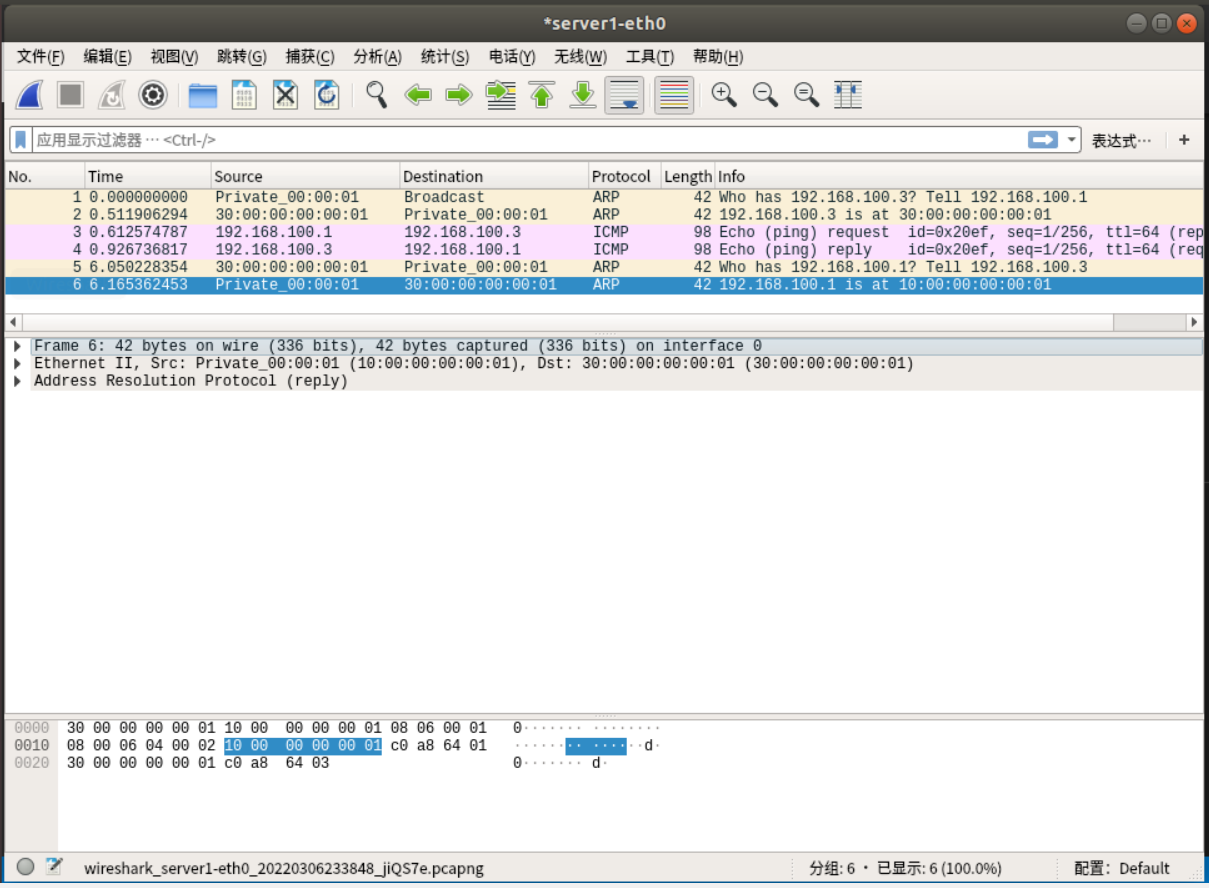 *server1-eth0
文件(F) 编辑(E) 视图(V) 跳转(G) 捕获(C) 分析(A) 统计(S) 电话(Y) 无线(W) 工具(T) 帮助(H)
应用显示过滤器 … <Ctrl-/> 表达式… +
No. Time Source Destination Protocol Length Info
1 0.000000000 Private_00:00:01 Broadcast ARP 42 Who has 192.168.100.3? Tell 192.168.100.1
2 0.511906294 30:00:00:00:00:01 Private_00:00:01 ARP 42 192.168.100.3 is at 30:00:00:00:00:01
3 0.612574787 192.168.100.1 192.168.100.3 ICMP 98 Echo (ping) request id=0x20ef, seq=1/256, ttl=64 (rep
4 0.926736817 192.168.100.3 192.168.100.1 ICMP 98 Echo (ping) reply id=0x20ef, seq=1/256, ttl=64 (req
5 6.050228354 30:00:00:00:00:01 Private_00:00:01 ARP 42 Who has 192.168.100.1? Tell 192.168.100.3
6 6.165362453 Private_00:00:01 30:00:00:00:00:01 ARP 42 192.168.100.1 is at 10:00:00:00:00:01
Frame 6: 42 bytes on wire (336 bits), 42 bytes captured (336 bits) on interface 0
Ethernet II, Src: Private_00:00:01 (10:00:00:00:00:01), Dst: 30:00:00:00:00:01 (30:00:00:00:00:01)
Address Resolution Protocol (reply)
0000 30 00 00 00 00 01 10 00 00 00 00 01 08 06 00 01 0······· ········
0010 08 00 06 04 00 02 10 00 00 00 00 01 c0 a8 64 01 ········ ······d·
0020 30 00 00 00 00 01 c0 a8 64 03 0······· d·
wireshark_server1-eth0_20220306233848_jiQS7e.pcapng 分组: 6 · 已显示: 6 (100.0%) 配置: Default